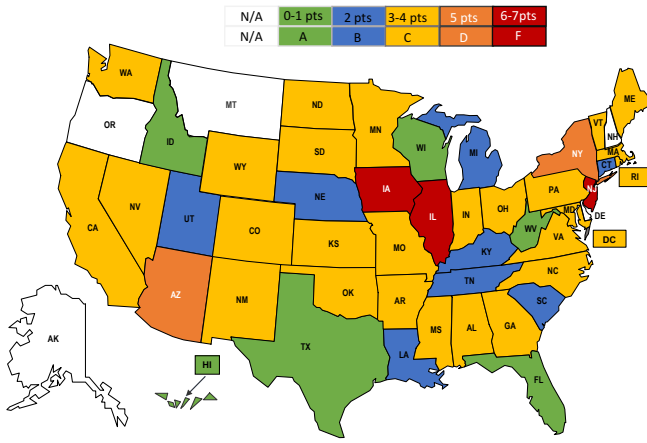 N/A 0-1 pts 2 pts 3-4 pts 5 pts 6-7 pts
N/A A B C D F
WA
ME
MT
ND
VT
OR
MN
NH
ID
WI
SD
NY
MA
MI
CT
RI
WY
IA
PA
NJ
NE
NV
OH
IL
IN
MD
DE
UT
WV
CA
CO
VA
DC
KS
MO
KY
NC
TN
OK
AZ
NM
AR
SC
MS
AL
GA
AK
TX
LA
HI
FL